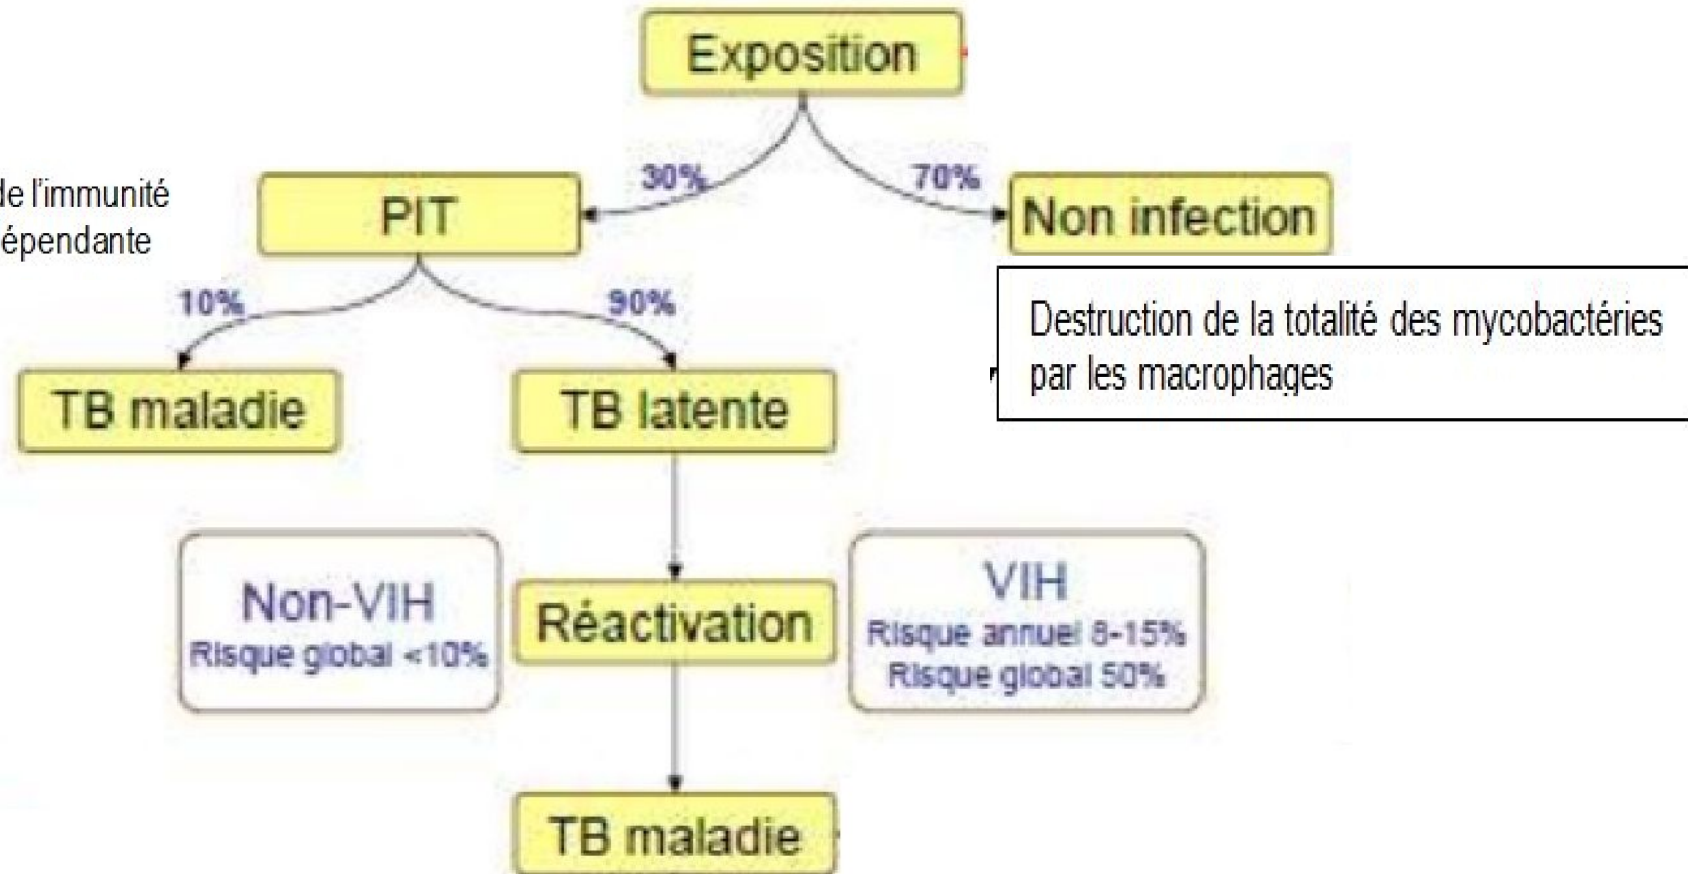 Exposition
30%
70%
de l'immunité
épendante
PIT
Non infection
10%
90%
Destruction de la totalité des mycobactéries
par les macrophages
TB maladie
TB latente
Non-VIH
Risque global <10%
Réactivation
VIH
Risque annuel 8-15%
Risque global 50%
TB maladie